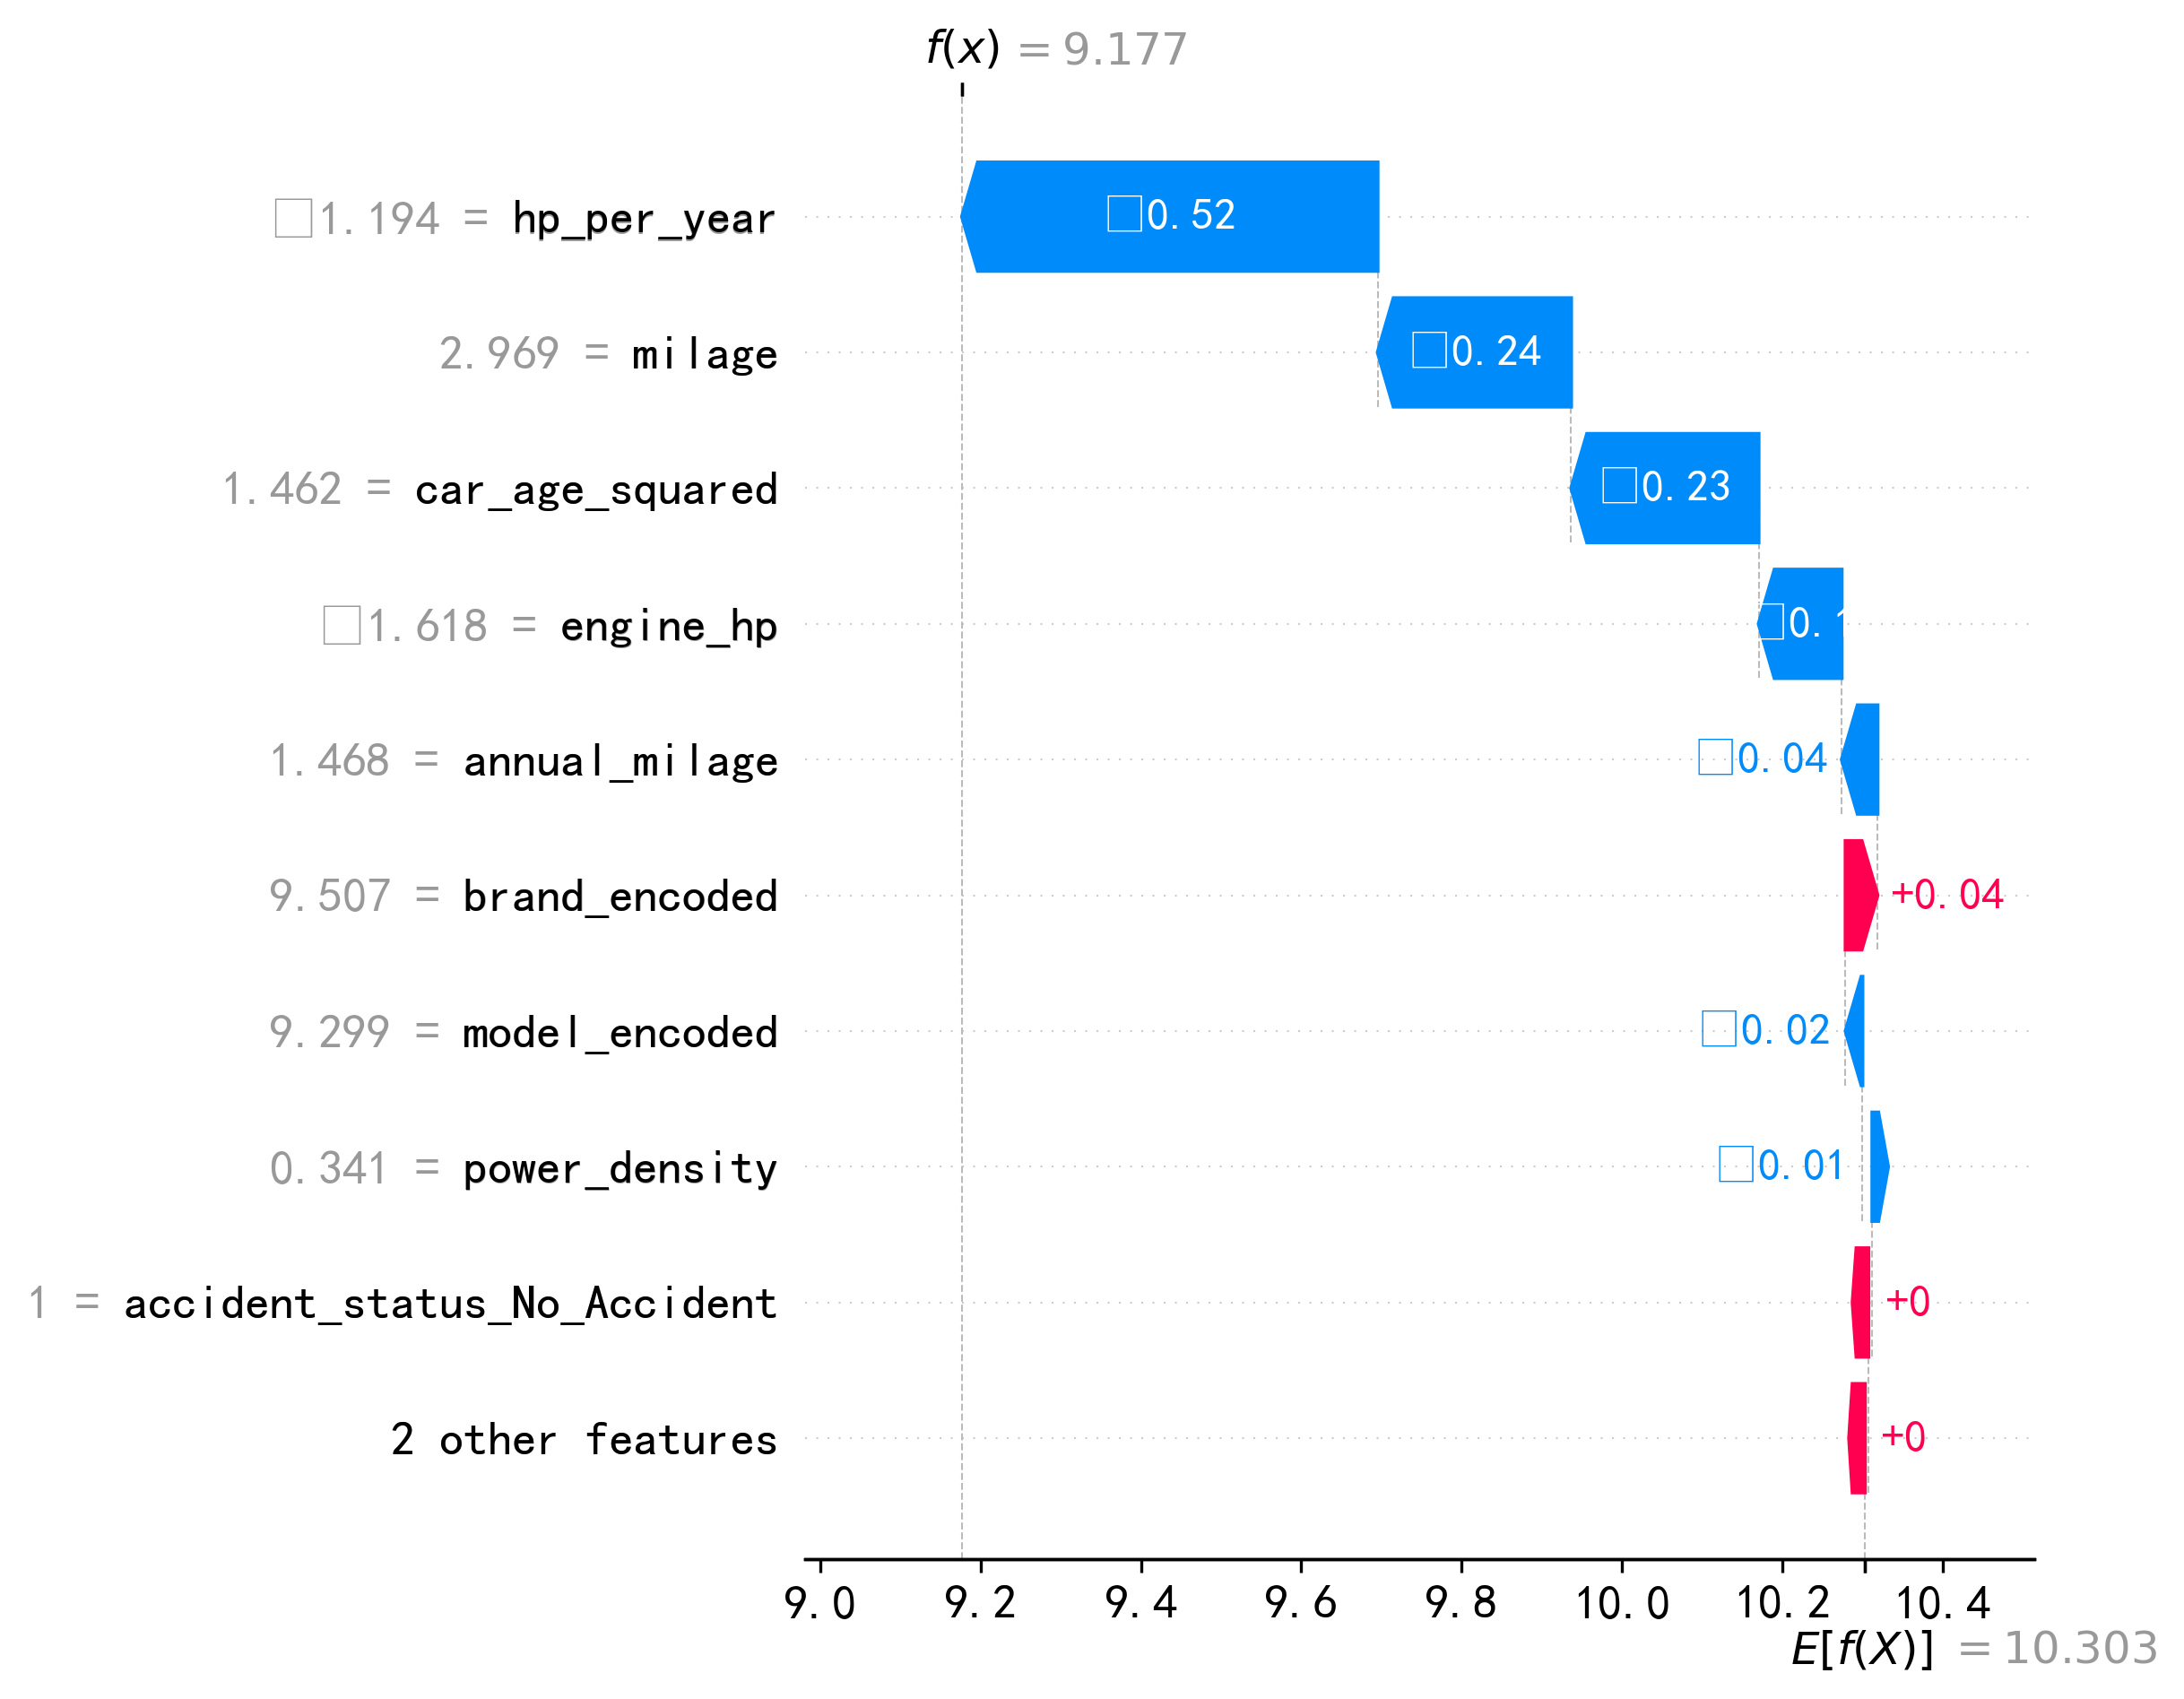 f(x) = 9.177
□1.194 = hp_per_year □0.52
2.969 = milage □0.24
1.462 = car_age_squared □0.23
□1.618 = engine_hp □0.1
1.468 = annual_milage □0.04
9.507 = brand_encoded +0.04
9.299 = model_encoded □0.02
0.341 = power_density □0.01
1 = accident_status_No_Accident +0
2 other features +0
9.0 9.2 9.4 9.6 9.8 10.0 10.2 10.4
E[f(X)] = 10.303